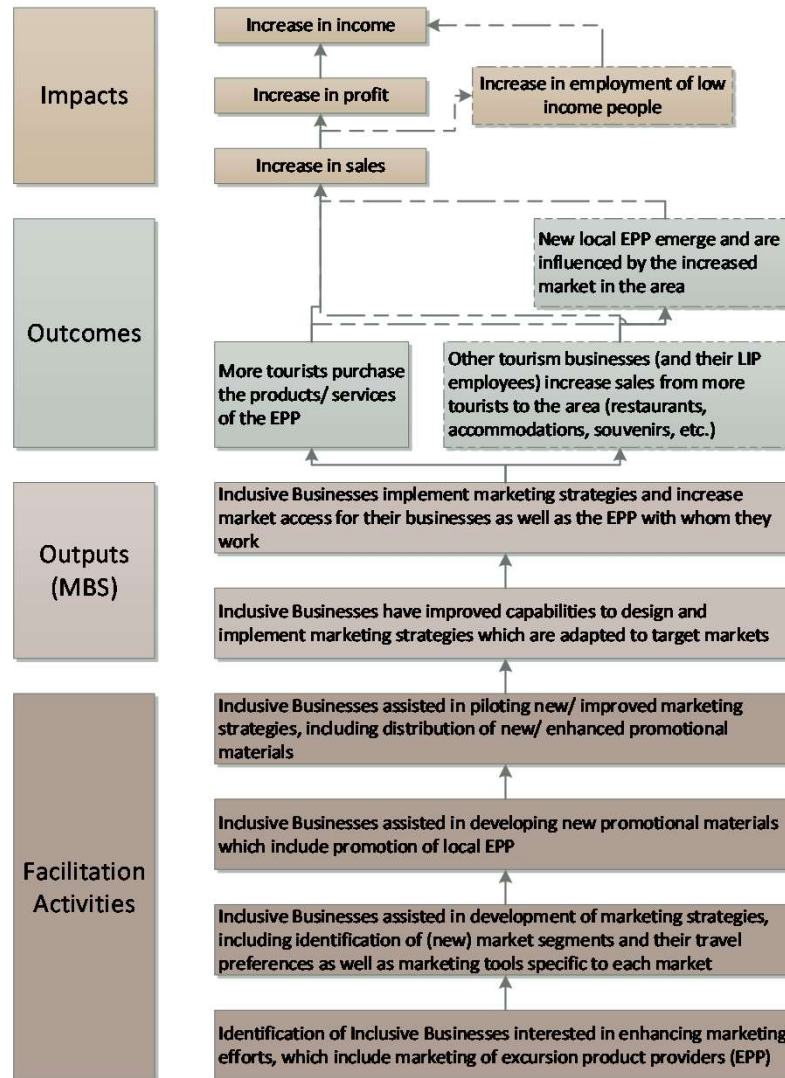 Impacts
Increase in income
Increase in profit
Increase in employment of low
income people
Increase in sales
Outcomes
New local EPP emerge and are
influenced by the increased
market in the area
More tourists purchase
the products/ services
of the EPP
Other tourism businesses (and their LIP
employees) increase sales from more
tourists to the area (restaurants,
accommodations, souvenirs, etc.)
Outputs
(MBS)
Inclusive Businesses implement marketing strategies and increase
market access for their businesses as well as the EPP with whom they
work
Inclusive Businesses have improved capabilities to design and
implement marketing strategies which are adapted to target markets
Facilitation
Activities
Inclusive Businesses assisted in piloting new/ improved marketing
strategies, including distribution of new/ enhanced promotional
materials
Inclusive Businesses assisted in developing new promotional materials
which include promotion of local EPP
Inclusive Businesses assisted in development of marketing strategies,
including identification of (new) market segments and their travel
preferences as well as marketing tools specific to each market
Identification of Inclusive Businesses interested in enhancing marketing
efforts, which include marketing of excursion product providers (EPP)